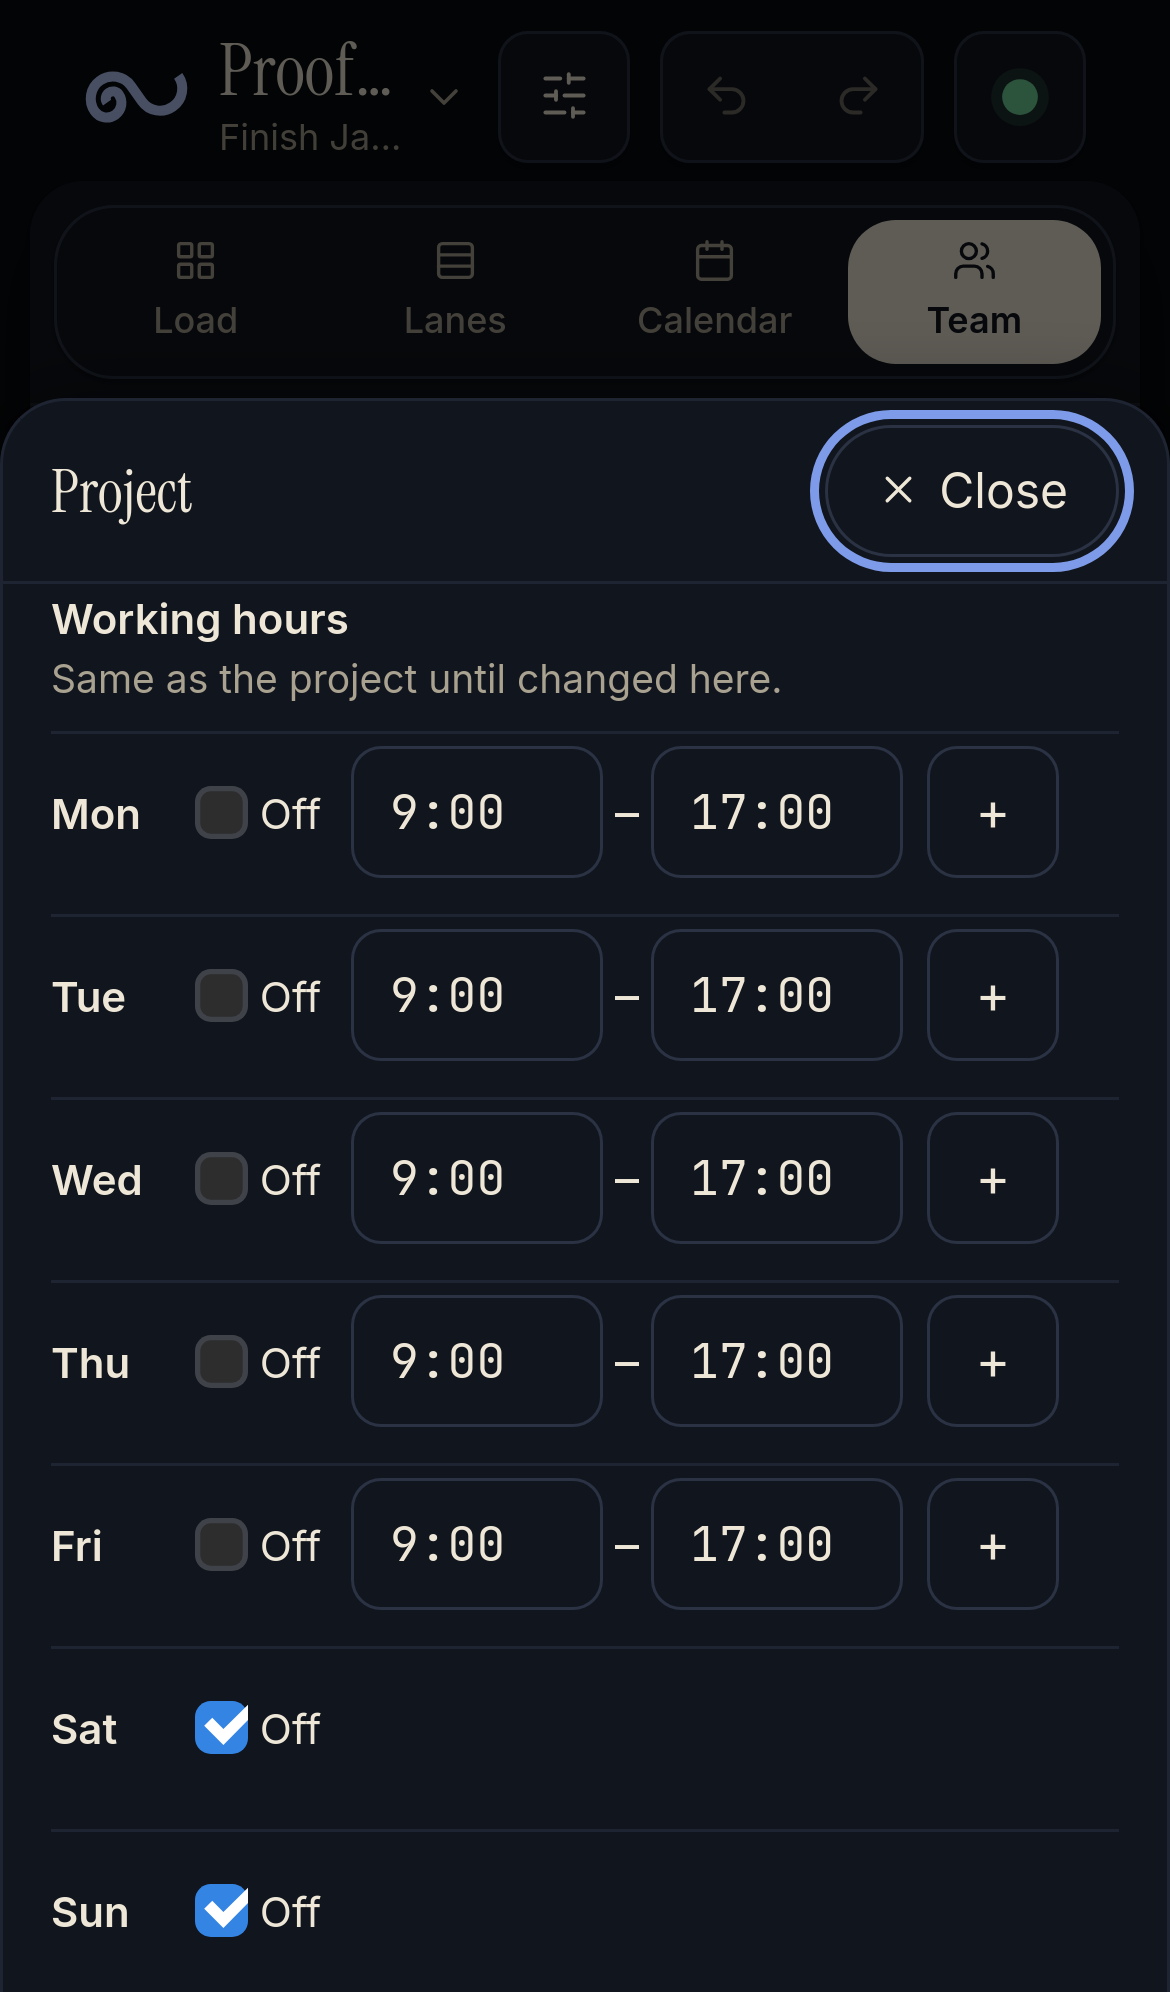 Proof...
Finish Ja...
Load Lanes Calendar Team
Project
Close
Working hours
Same as the project until changed here.
Mon Off 9:00 – 17:00 +
Tue Off 9:00 – 17:00 +
Wed Off 9:00 – 17:00 +
Thu Off 9:00 – 17:00 +
Fri Off 9:00 – 17:00 +
Sat Off
Sun Off